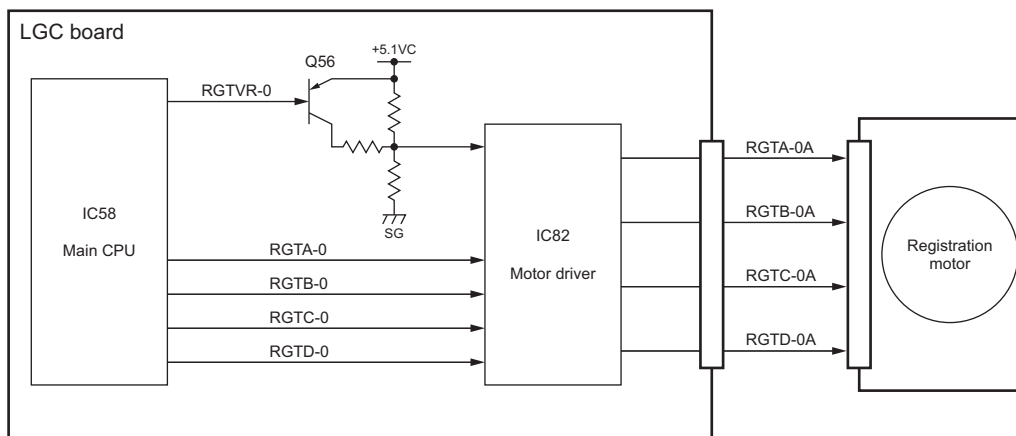 LGC board
+5.1VC
Q56
RGTVR-0
SG
IC58
Main CPU
RGTA-0
RGTB-0
RGTC-0
RGTD-0
IC82
Motor driver
RGTA-0A
RGTB-0A
RGTC-0A
RGTD-0A
Registration
motor